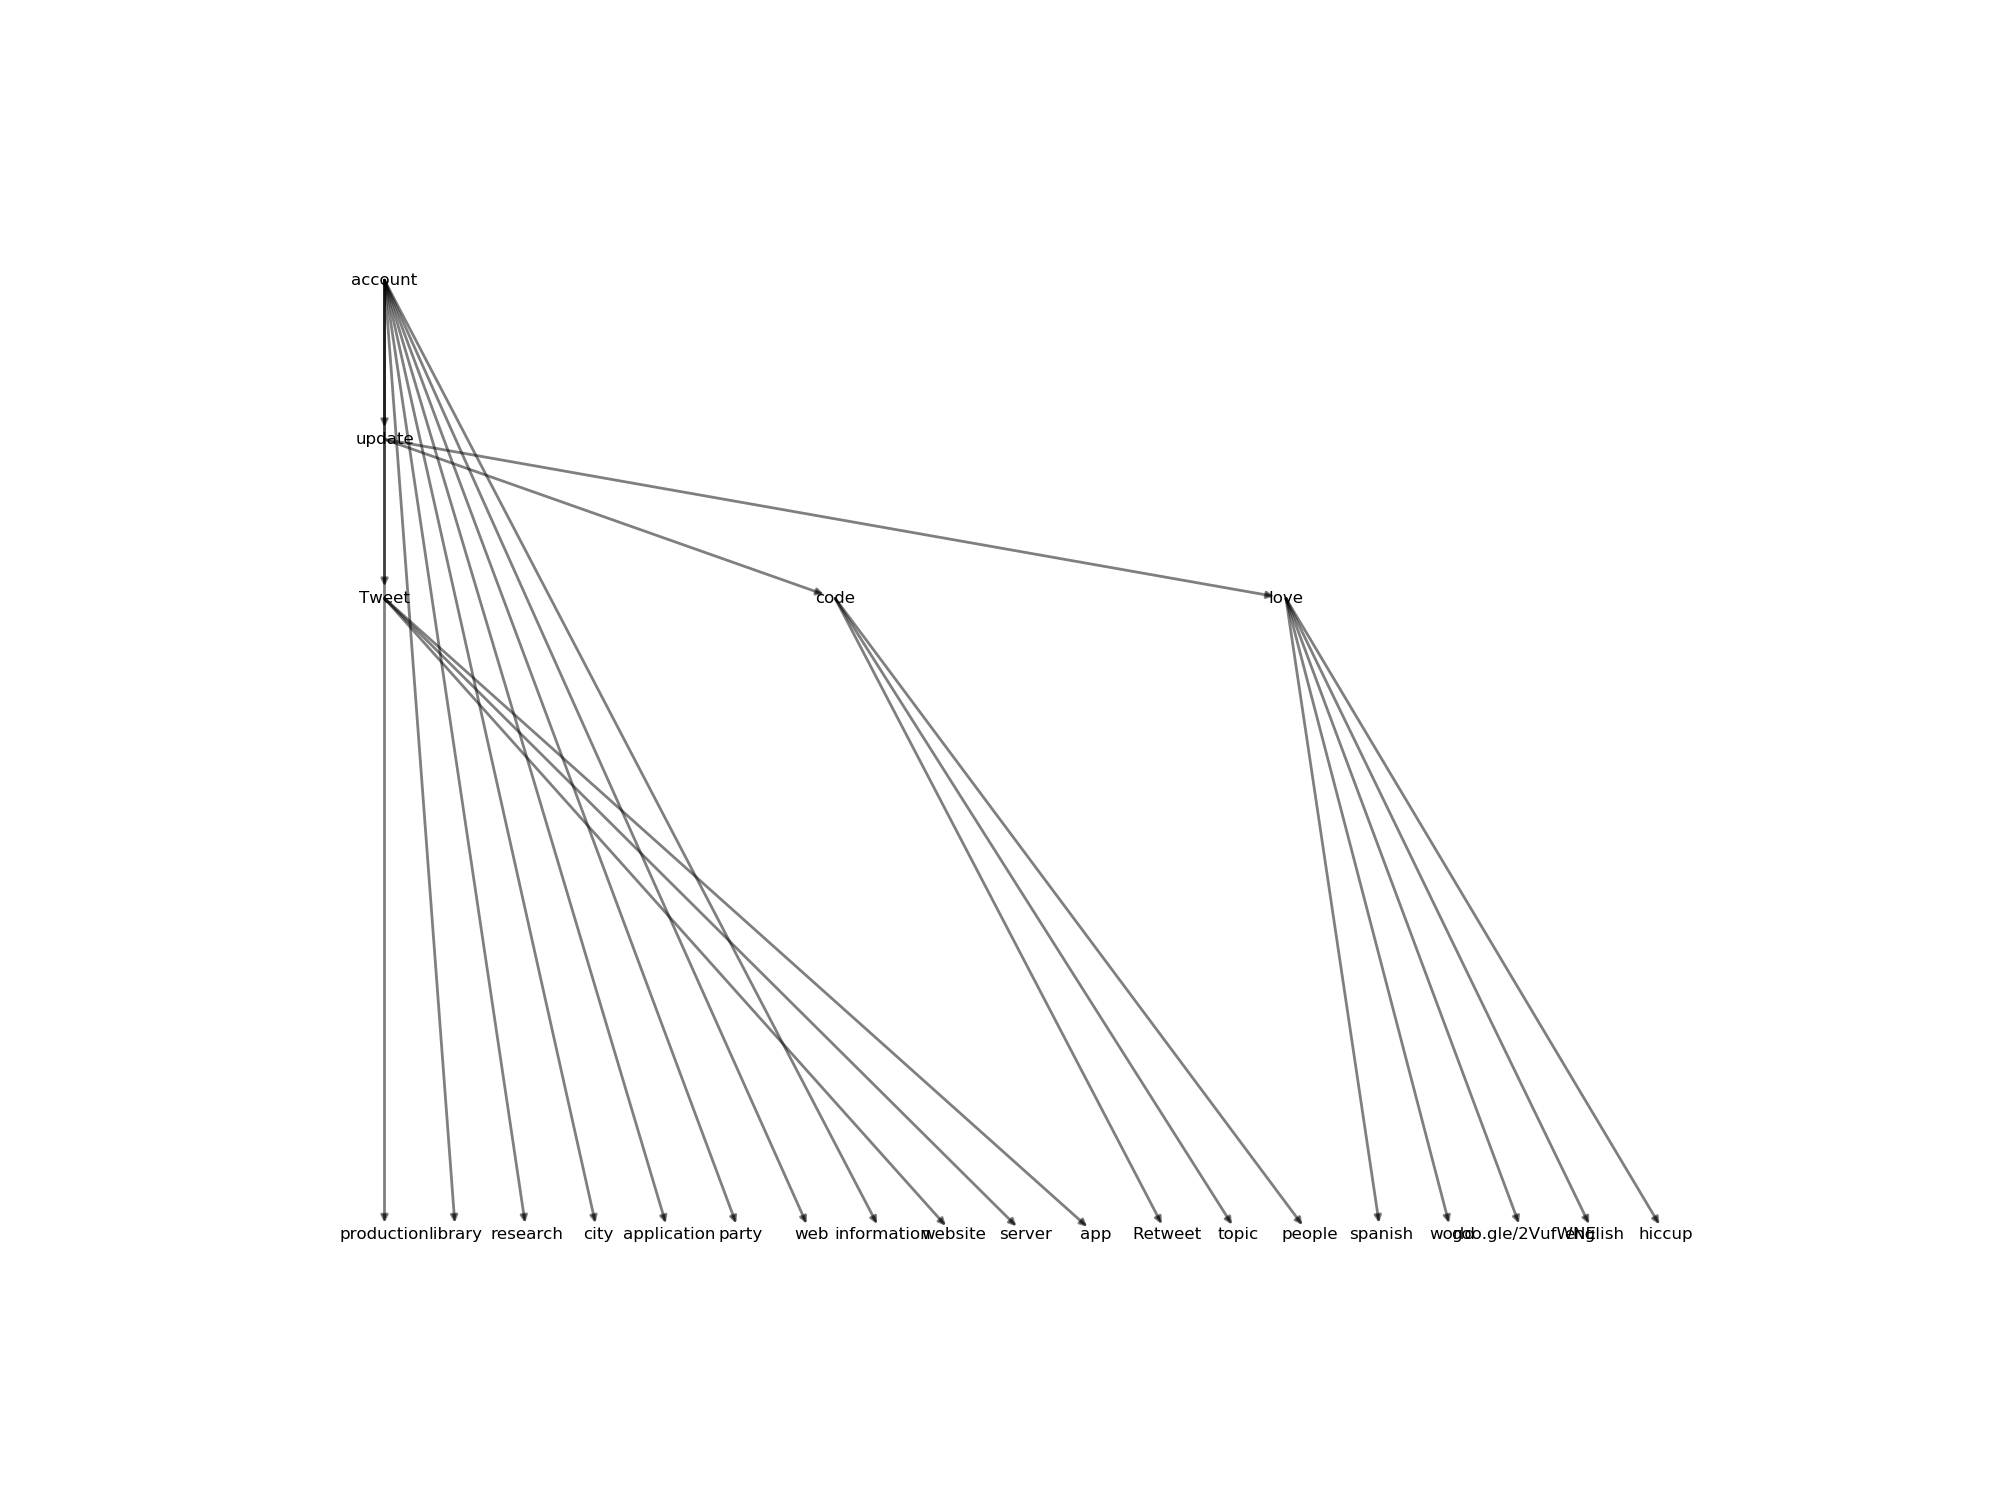 account
update
Tweet code love
production library research city application party web information website server app Retweet topic people spanish world goo.gle/2VufWNE english hiccup